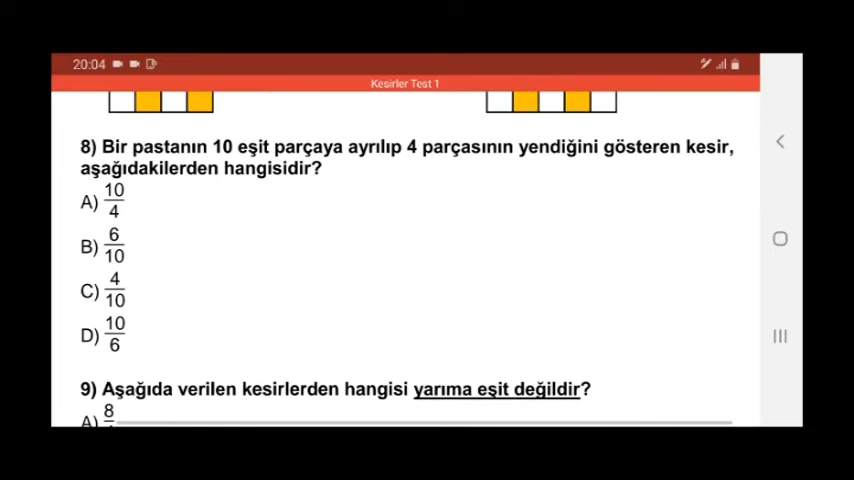 20:04
Kesirler Test 1
8) Bir pastanın 10 eşit parçaya ayrılıp 4 parçasının yendiğini gösteren kesir,
aşağıdakilerden hangisidir?
A) 10/4
B) 6/10
C) 4/10
D) 10/6
9) Aşağıda verilen kesirlerden hangisi yarıma eşit değildir?
A) 8